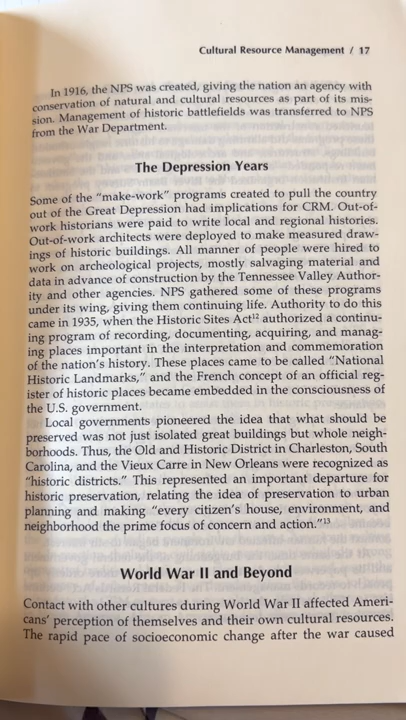 Cultural Resource Management / 17
In 1916, the NPS was created, giving the nation an agency with
conservation of natural and cultural resources as part of its mis-
sion. Management of historic battlefields was transferred to NPS
from the War Department.
The Depression Years
Some of the “make-work” programs created to pull the country
out of the Great Depression had implications for CRM. Out-of-
work historians were paid to write local and regional histories.
Out-of-work architects were deployed to make measured draw-
ings of historic buildings. All manner of people were hired to
work on archeological projects, mostly salvaging material and
data in advance of construction by the Tennessee Valley Author-
ity and other agencies. NPS gathered some of these programs
under its wing, giving them continuing life. Authority to do this
came in 1935, when the Historic Sites Act¹² authorized a continu-
ing program of recording, documenting, acquiring, and manag-
ing places important in the interpretation and commemoration
of the nation's history. These places came to be called “National
Historic Landmarks,” and the French concept of an official reg-
ister of historic places became embedded in the consciousness of
the U.S. government.
Local governments pioneered the idea that what should be
preserved was not just isolated great buildings but whole neigh-
borhoods. Thus, the Old and Historic District in Charleston, South
Carolina, and the Vieux Carre in New Orleans were recognized as
“historic districts.” This represented an important departure for
historic preservation, relating the idea of preservation to urban
planning and making “every citizen's house, environment, and
neighborhood the prime focus of concern and action.”¹³
World War II and Beyond
Contact with other cultures during World War II affected Ameri-
cans' perception of themselves and their own cultural resources.
The rapid pace of socioeconomic change after the war caused